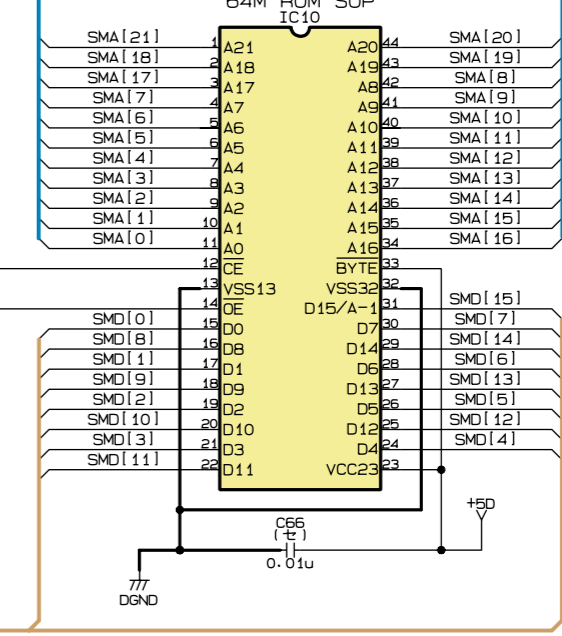 64M ROM SOP
IC10
SMA[21] 1 A21 A20 44 SMA[20]
SMA[18] 2 A18 A19 43 SMA[19]
SMA[17] 3 A17 A8 42 SMA[8]
SMA[7] 4 A7 A9 41 SMA[9]
SMA[6] 5 A6 A10 40 SMA[10]
SMA[5] 6 A5 A11 39 SMA[11]
SMA[4] 7 A4 A12 38 SMA[12]
SMA[3] 8 A3 A13 37 SMA[13]
SMA[2] 9 A2 A14 36 SMA[14]
SMA[1] 10 A1 A15 35 SMA[15]
SMA[0] 11 A0 A16 34 SMA[16]
12 CE BYTE 33
13 VSS13 VSS32 32
14 OE D15/A-1 31 SMD[15]
SMD[0] 15 D0 D7 30 SMD[7]
SMD[8] 16 D8 D14 29 SMD[14]
SMD[1] 17 D1 D6 28 SMD[6]
SMD[9] 18 D9 D13 27 SMD[13]
SMD[2] 19 D2 D5 26 SMD[5]
SMD[10] 20 D10 D12 25 SMD[12]
SMD[3] 21 D3 D4 24 SMD[4]
SMD[11] 22 D11 VCC23 23
+5D
C66
(セ)
0.01u
DGND